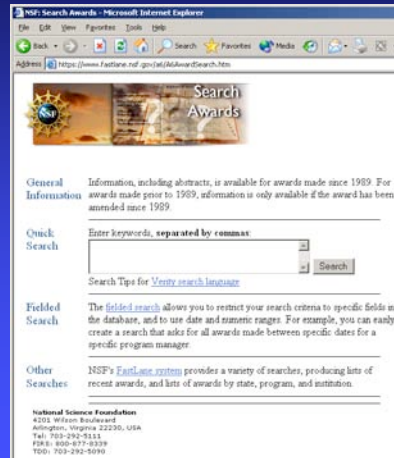 NSF: Search Awards - Microsoft Internet Explorer
File Edit View Favorites Tools Help
Back Search Favorites Media
Address https://www.fastlane.nsf.gov/a6/A6AwardSearch.htm
NSF
Search
Awards
General Information
Information, including abstracts, is available for awards made since 1989. For
awards made prior to 1989, information is only available if the award has been
amended since 1989.
Quick Search
Enter keywords, separated by commas:
Search
Search Tips for Verity search language
Fielded Search
The fielded search allows you to restrict your search criteria to specific fields in
the database, and to use date and numeric ranges. For example, you can easily
create a search that asks for all awards made between specific dates for a
specific program manager.
Other Searches
NSF's FastLane system provides a variety of searches, producing lists of
recent awards, and lists of awards by state, program, and institution.
National Science Foundation
4201 Wilson Boulevard
Arlington, Virginia 22230, USA
Tel: 703-292-5111
FIRS: 800-877-8339
TDD: 703-292-5090